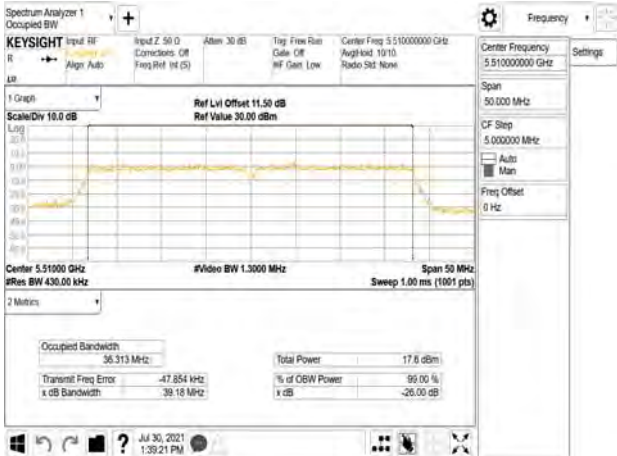 Spectrum Analyzer 1
Occupied BW
+
Frequency
KEYSIGHT
R
Input: RF
Align: Auto
Input Z: 50 Ω
Corrections: Off
Freq Ref: Int (S)
Atten: 30 dB
Trig: Free Run
Gate: Off
#IF Gain: Low
Center Freq: 5.510000000 GHz
Avg|Hold: 10/10
Radio Std: None
Center Frequency
5.510000000 GHz
Settings
Span
50.000 MHz
CF Step
5.000000 MHz
Auto
Man
Freq Offset
0 Hz
1 Graph
Scale/Div 10.0 dB
Ref Lvl Offset 11.50 dB
Ref Value 30.00 dBm
Log
Center 5.51000 GHz
#Res BW 430.00 kHz
#Video BW 1.3000 MHz
Span 50 MHz
Sweep 1.00 ms (1001 pts)
2 Metrics
Occupied Bandwidth
36.313 MHz
Total Power 17.6 dBm
Transmit Freq Error -47.854 kHz
% of OBW Power 99.00 %
x dB Bandwidth 39.18 MHz
x dB -26.00 dB
?
Jul 30, 2021
1:39:21 PM